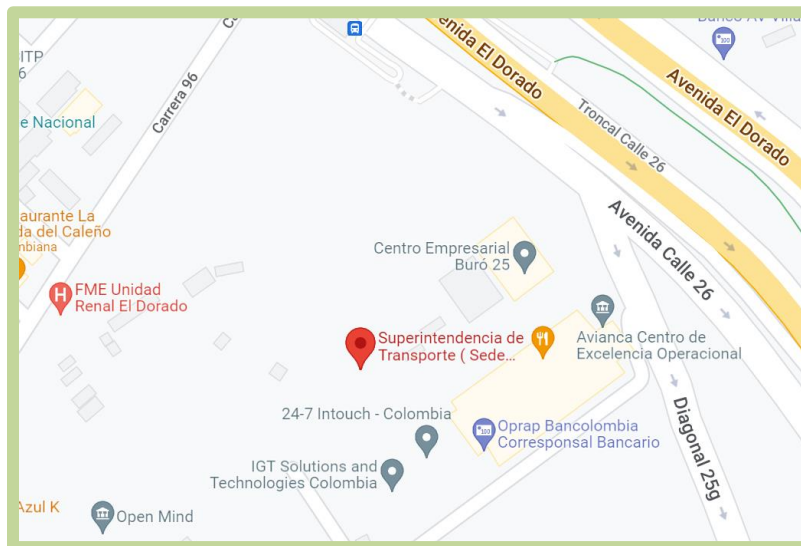 ITP
Carrera 96
e Nacional
aurante La
da del Caleño
mbiana
FME Unidad
Renal El Dorado
Avenida El Dorado
Troncal Calle 26
Avenida El Dorado
Avenida Calle 26
Centro Empresarial
Buró 25
Superintendencia de
Transporte ( Sede...
Avianca Centro de
Excelencia Operacional
24-7 Intouch - Colombia
Oprap Bancolombia
Corresponsal Bancario
IGT Solutions and
Technologies Colombia
Diagonal 25g
Azul K
Open Mind